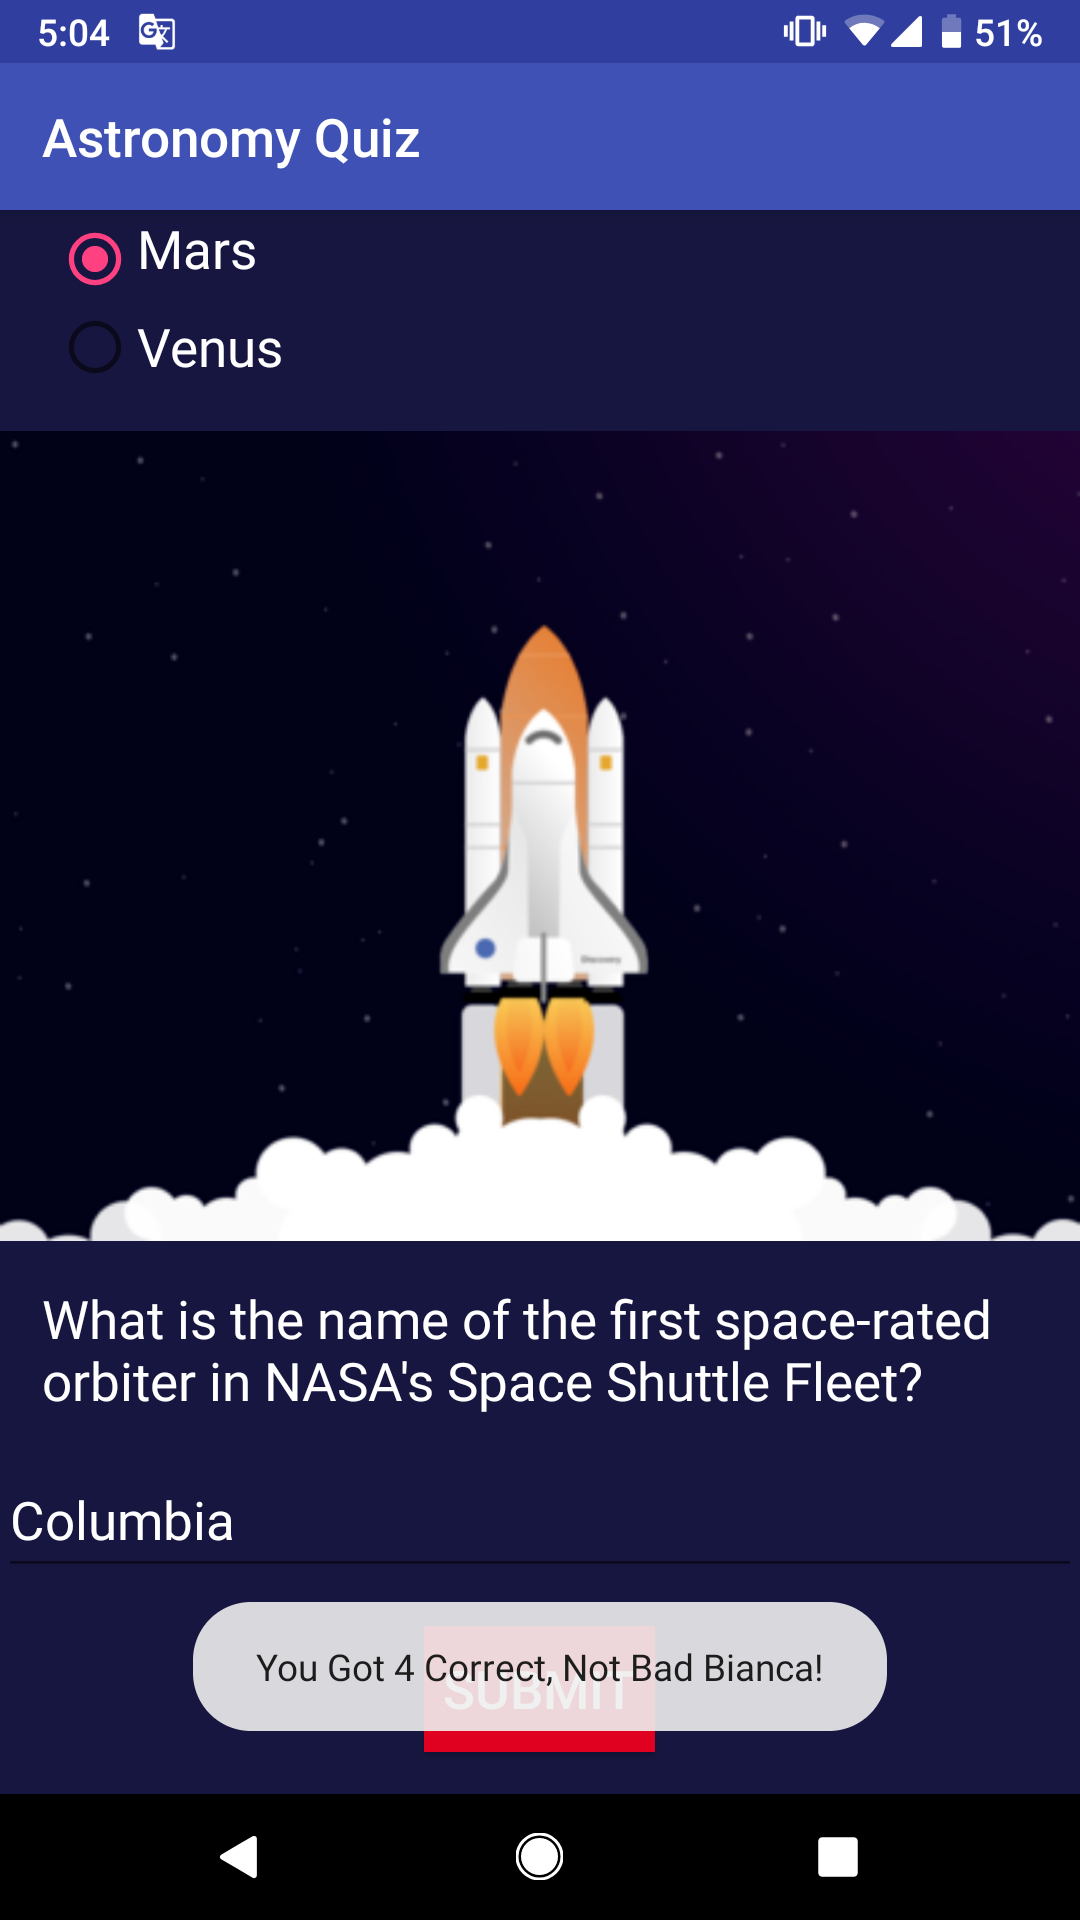 5:04
51%
Astronomy Quiz
Mars
Venus
Discovery
What is the name of the first space-rated
orbiter in NASA's Space Shuttle Fleet?
Columbia
You Got 4 Correct, Not Bad Bianca!
SUBMIT